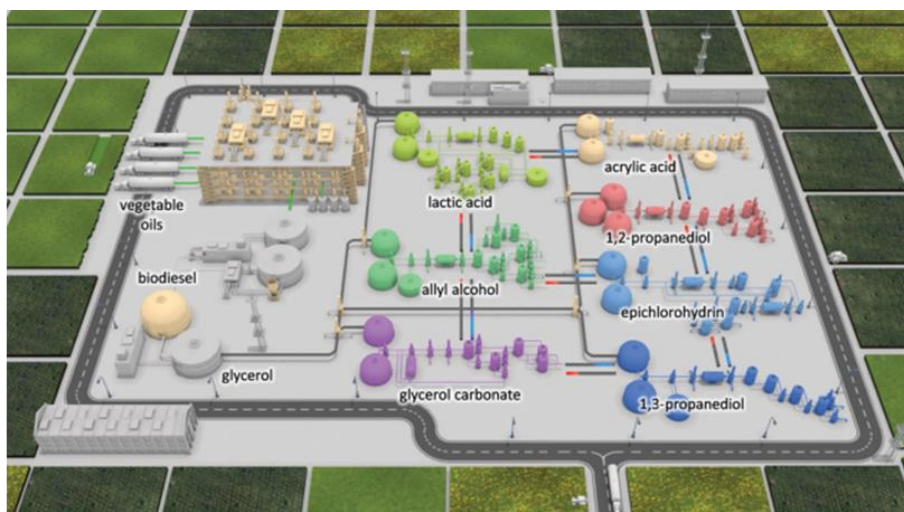 vegetable
oils
biodiesel
glycerol
lactic acid
allyl alcohol
glycerol carbonate
acrylic acid
1,2-propanediol
epichlorohydrin
1,3-propanediol